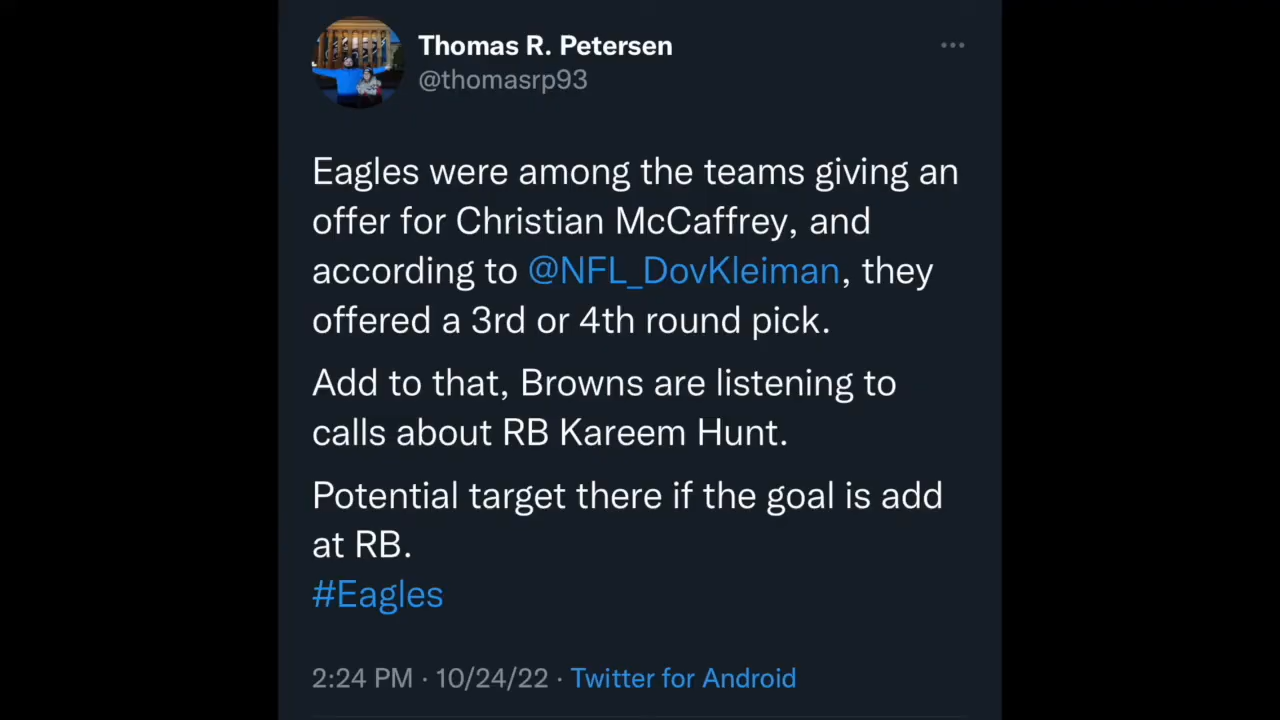 Thomas R. Petersen
@thomasrp93
Eagles were among the teams giving an
offer for Christian McCaffrey, and
according to @NFL_DovKleiman, they
offered a 3rd or 4th round pick.
Add to that, Browns are listening to
calls about RB Kareem Hunt.
Potential target there if the goal is add
at RB.
#Eagles
2:24 PM · 10/24/22 · Twitter for Android